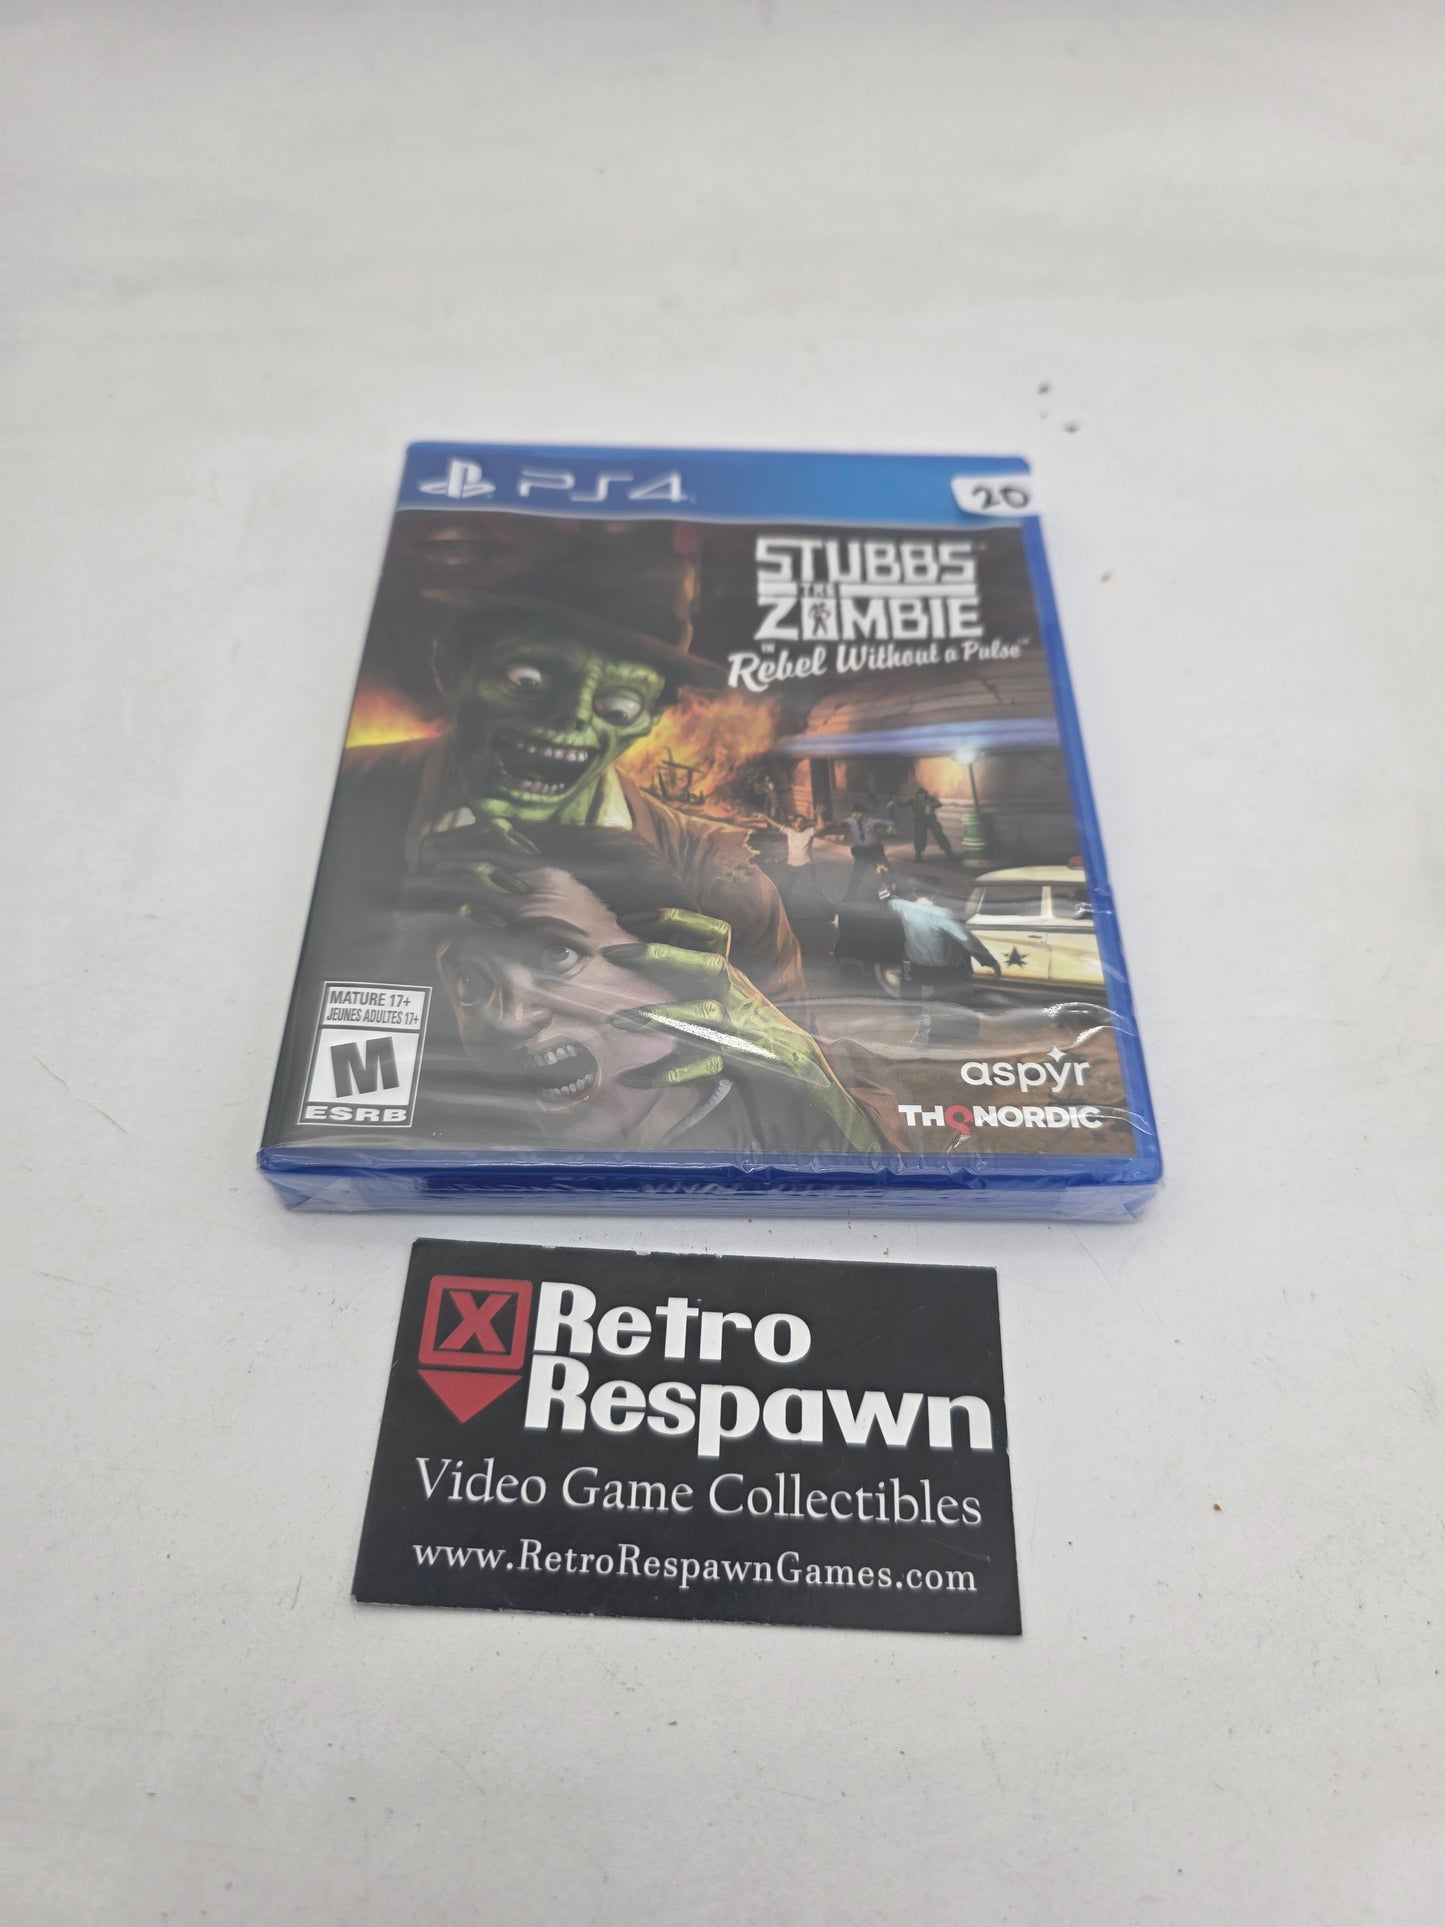 PS4
20
STUBBS
THE
ZOMBIE
IN
Rebel Without a Pulse™
MATURE 17+
JEUNES ADULTES 17+
M
ESRB
aspyr
THQNORDIC
X
Retro
Respawn
Video Game Collectibles
www.RetroRespawnGames.com